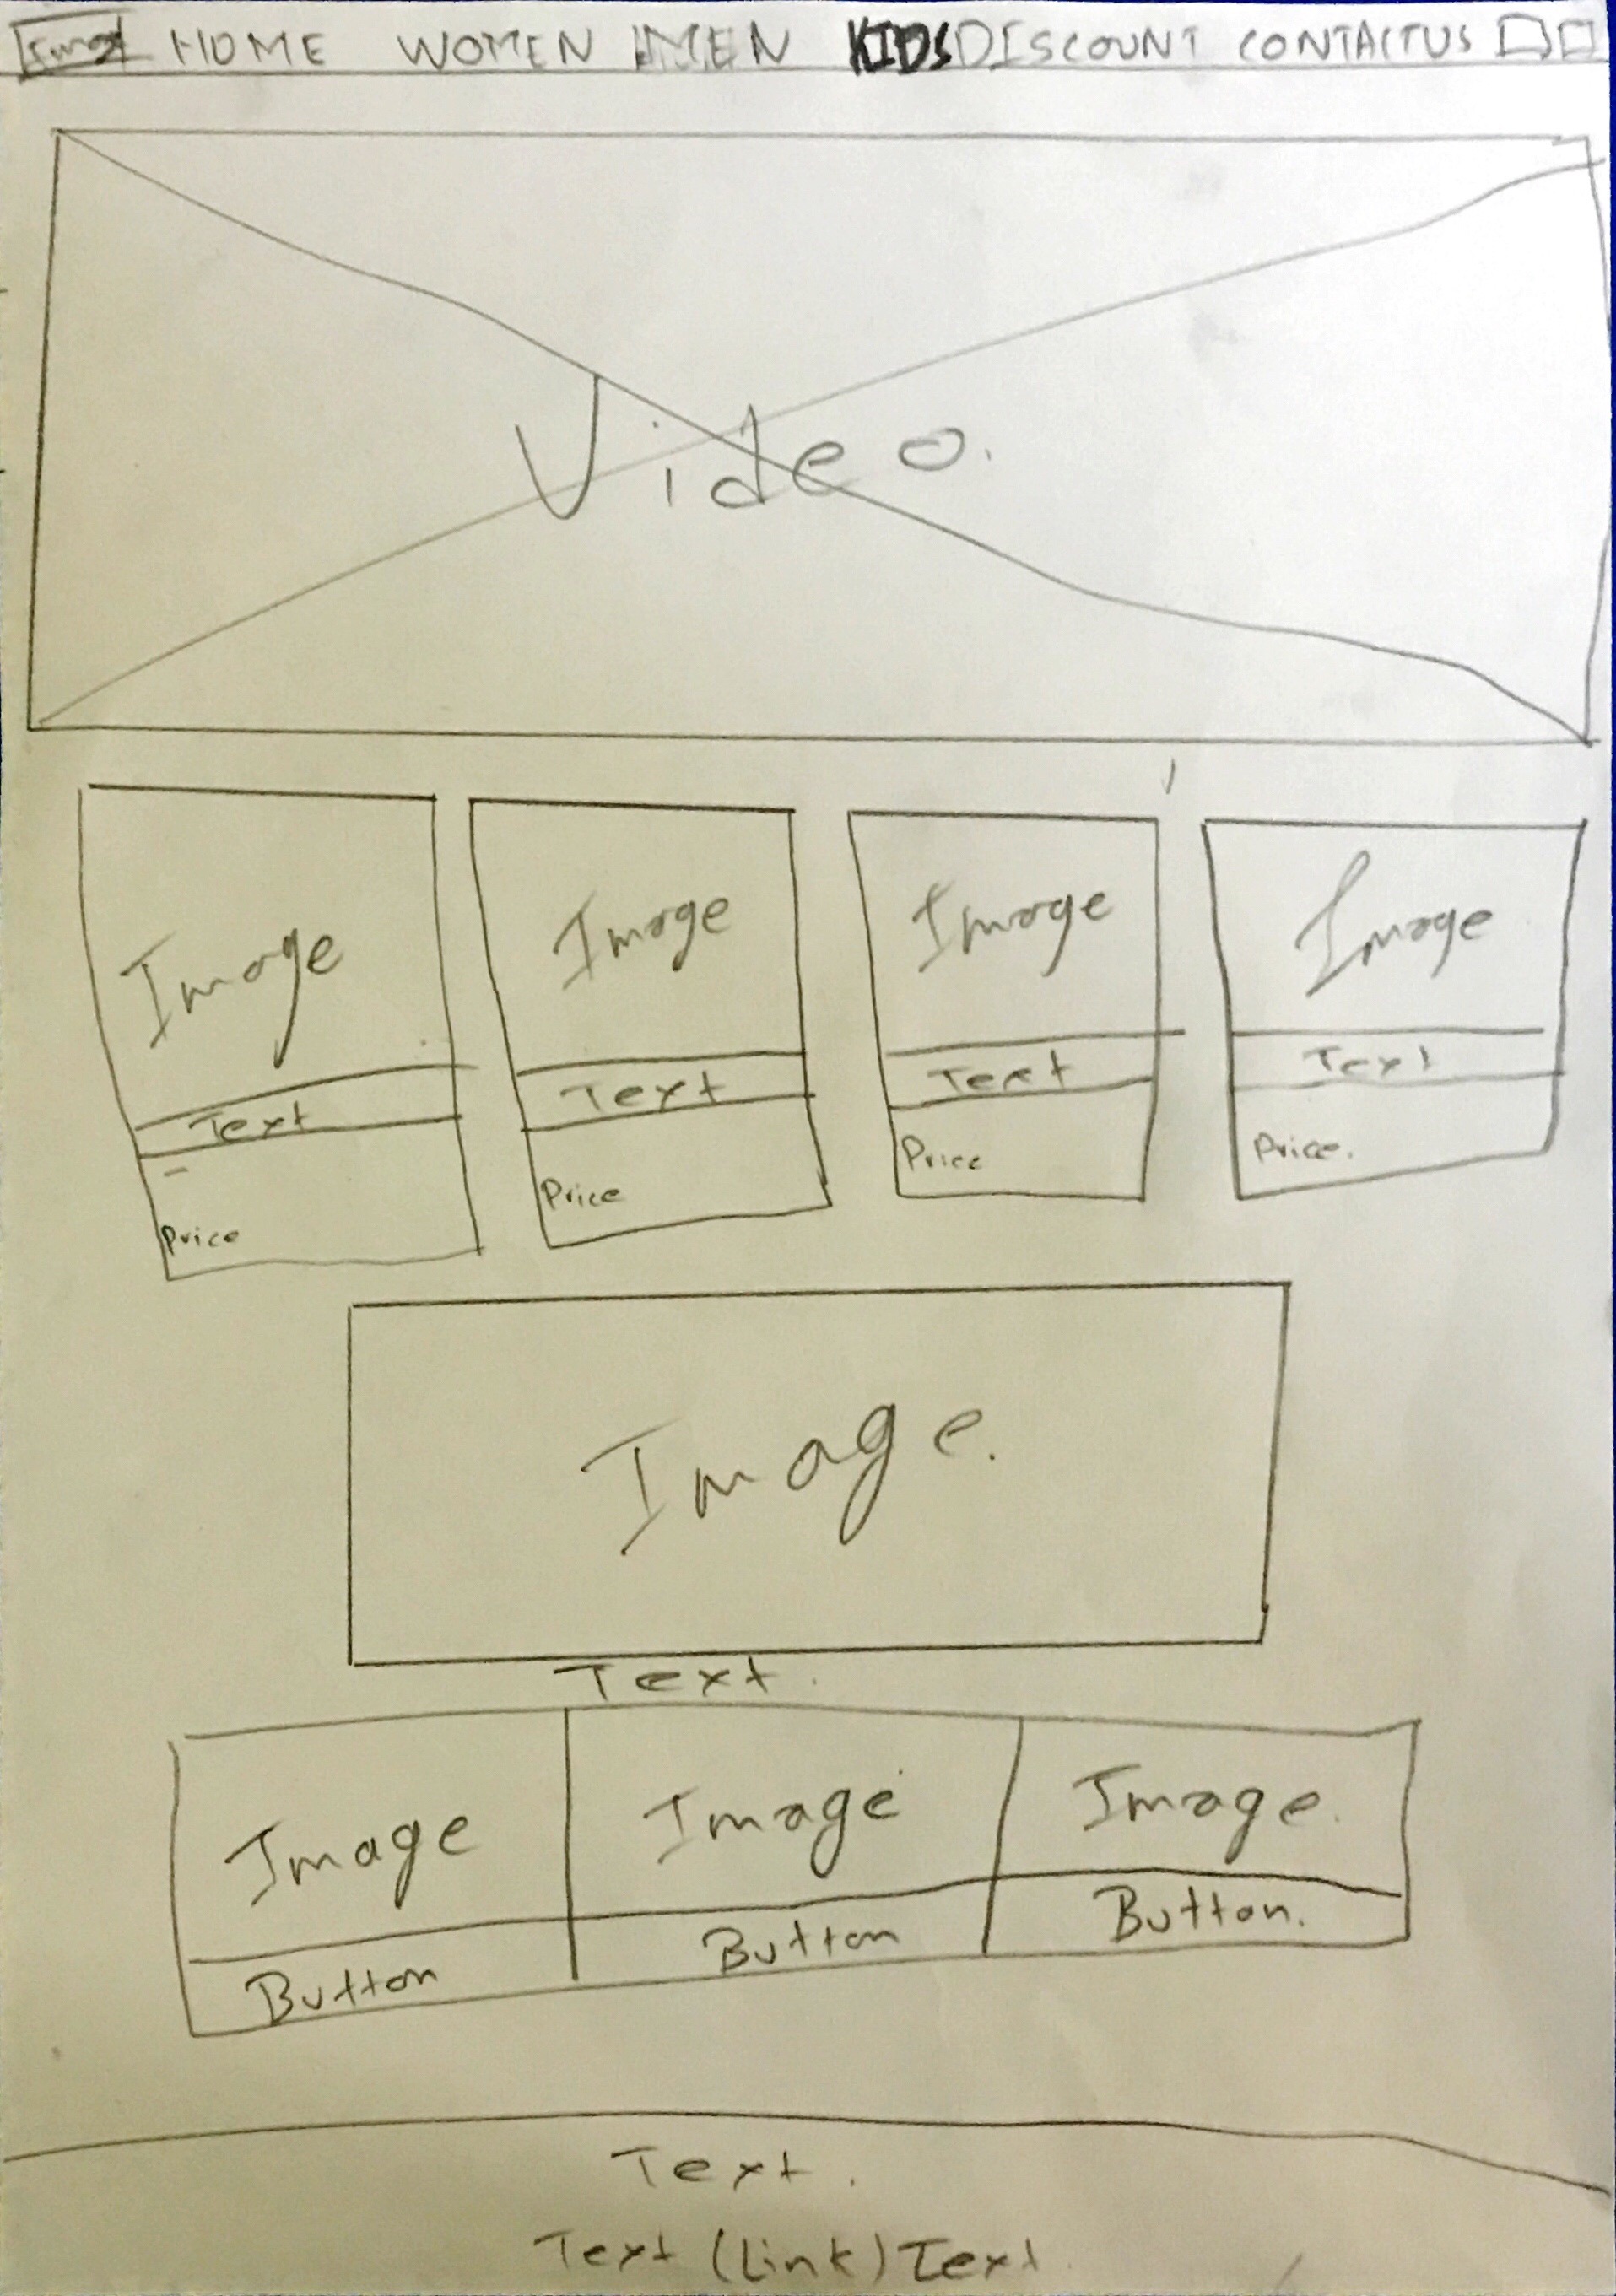 Image HOME WOMEN MEN KIDS DISCOUNT CONTACTUS
Video.
Image Image Image Image
Text Text Text Text
Price Price Price Price.
Image.
Text.
Image Image Image.
Button Button Button.
Text.
Text (Link) Text